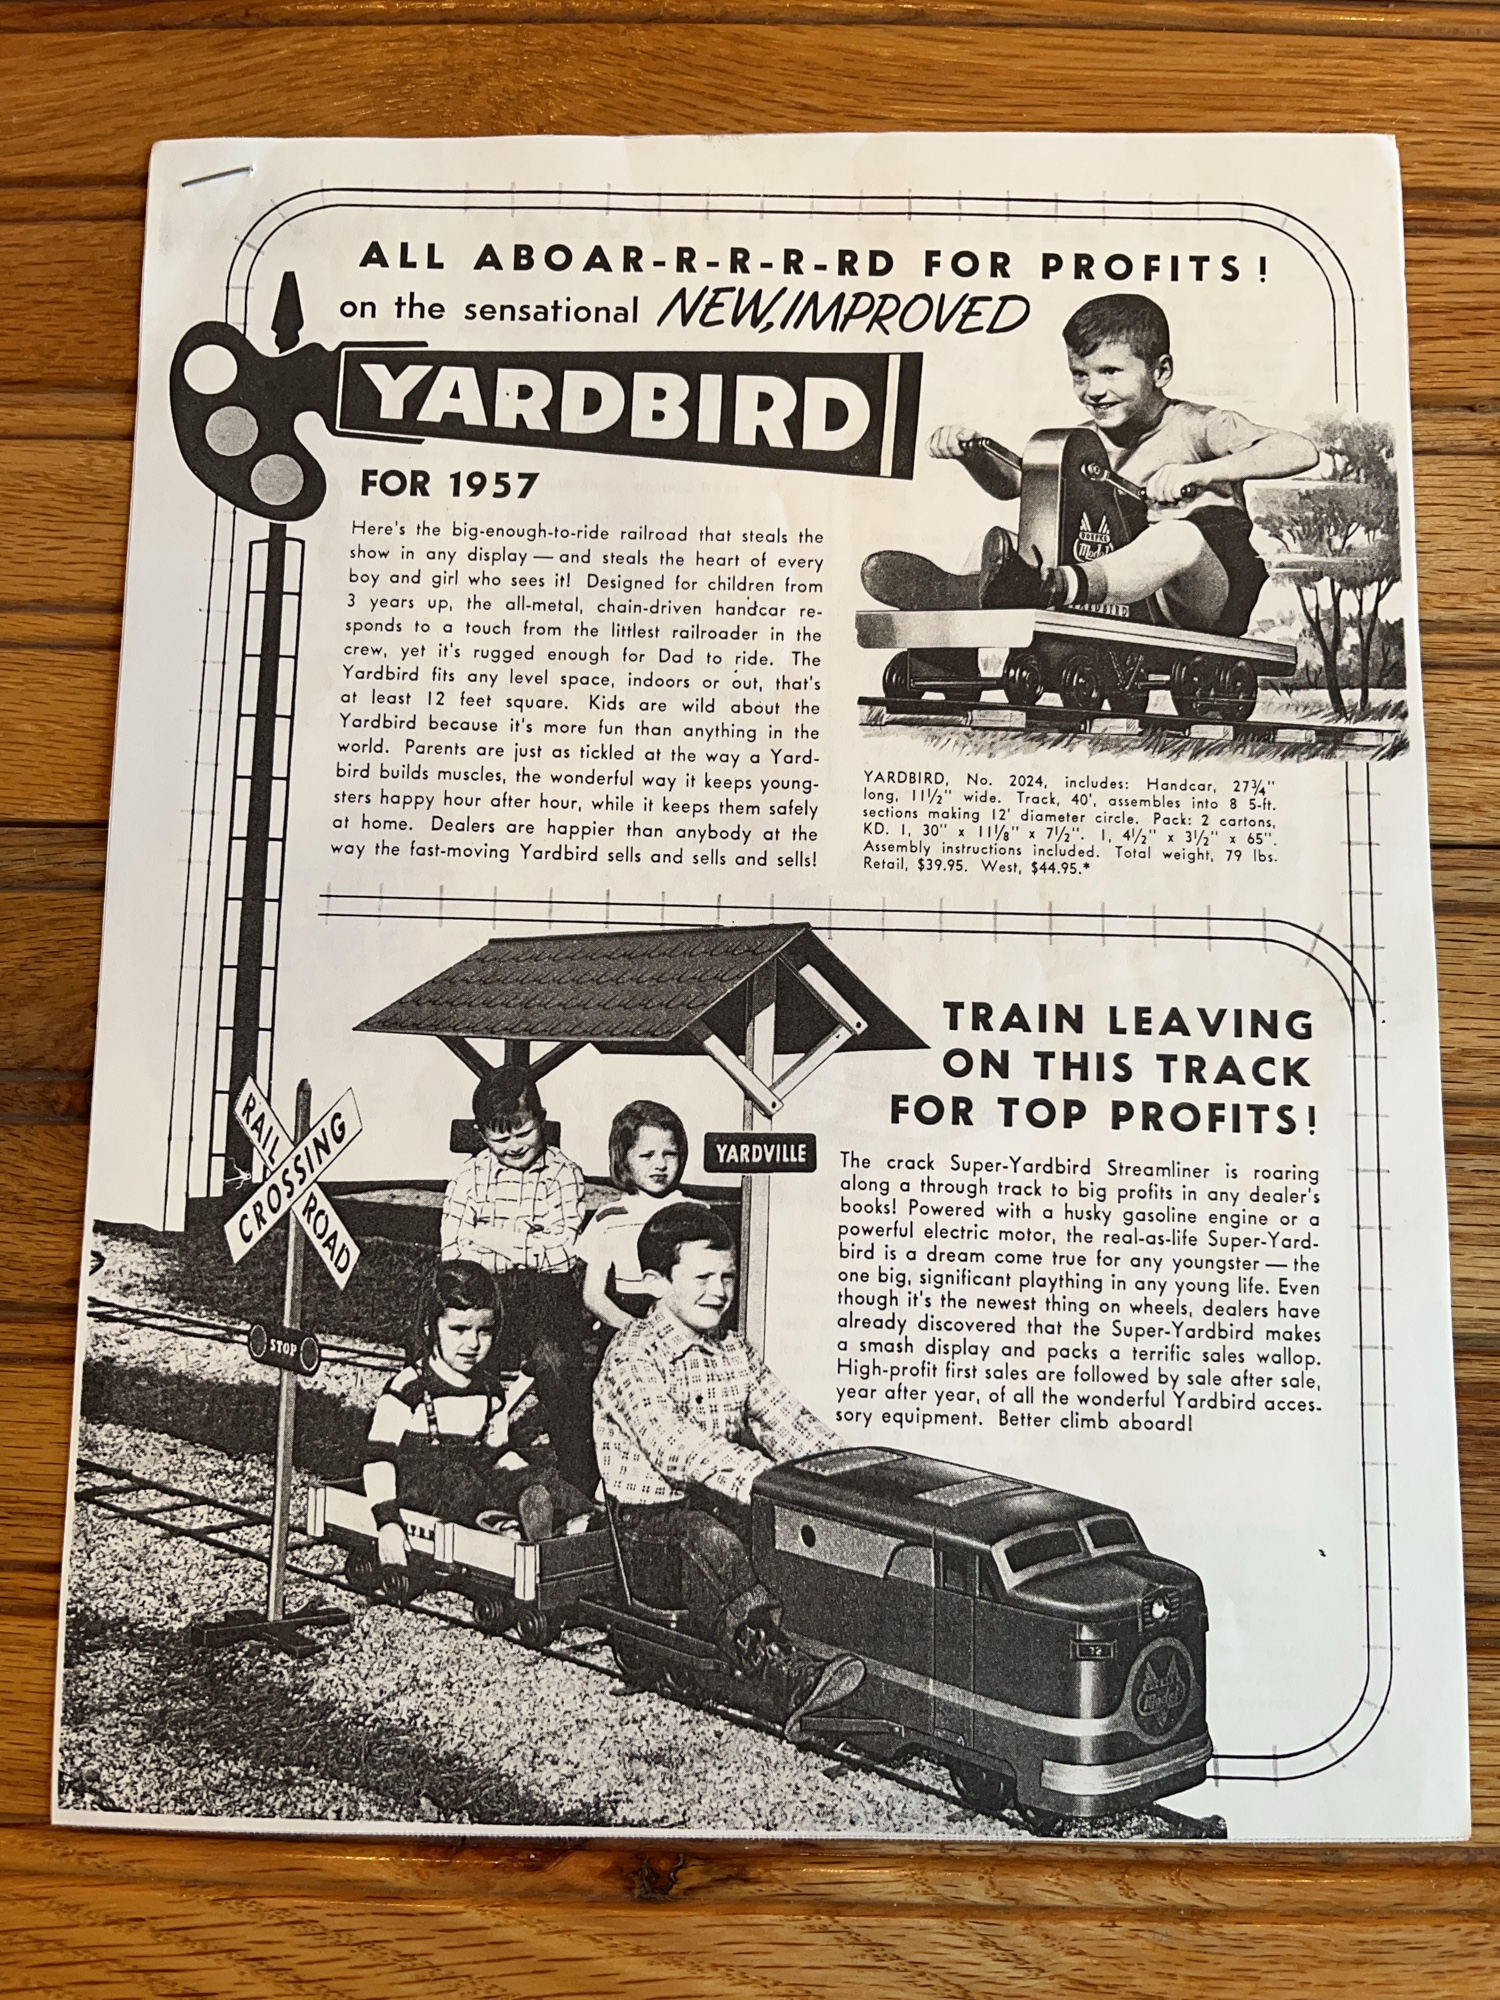 ALL ABOAR-R-R-R-RD FOR PROFITS!
on the sensational NEW, IMPROVED
YARDBIRD
FOR 1957
Here's the big-enough-to-ride railroad that steals the
show in any display — and steals the heart of every
boy and girl who sees it! Designed for children from
3 years up, the all-metal, chain-driven handcar re-
sponds to a touch from the littlest railroader in the
crew, yet it's rugged enough for Dad to ride. The
Yardbird fits any level space, indoors or out, that's
at least 12 feet square. Kids are wild about the
Yardbird because it's more fun than anything in the
world. Parents are just as tickled at the way a Yard-
bird builds muscles, the wonderful way it keeps young-
sters happy hour after hour, while it keeps them safely
at home. Dealers are happier than anybody at the
way the fast-moving Yardbird sells and sells and sells!
DOEPKE
Model
YARDBIRD
YARDBIRD, No. 2024, includes: Handcar, 27¾"
long, 11½" wide. Track, 40', assembles into 8 5-ft.
sections making 12' diameter circle. Pack: 2 cartons,
KD. 1, 30" x 11⅛" x 7½". 1, 4½" x 3½" x 65".
Assembly instructions included. Total weight, 79 lbs.
Retail, $39.95. West, $44.95.*
TRAIN LEAVING
ON THIS TRACK
FOR TOP PROFITS!
The crack Super-Yardbird Streamliner is roaring
along a through track to big profits in any dealer's
books! Powered with a husky gasoline engine or a
powerful electric motor, the real-as-life Super-Yard-
bird is a dream come true for any youngster — the
one big, significant plaything in any young life. Even
though it's the newest thing on wheels, dealers have
already discovered that the Super-Yardbird makes
a smash display and packs a terrific sales wallop.
High-profit first sales are followed by sale after sale,
year after year, of all the wonderful Yardbird acces-
sory equipment. Better climb aboard!
YARDVILLE
RAIL ROAD
CROSSING
STOP
Model